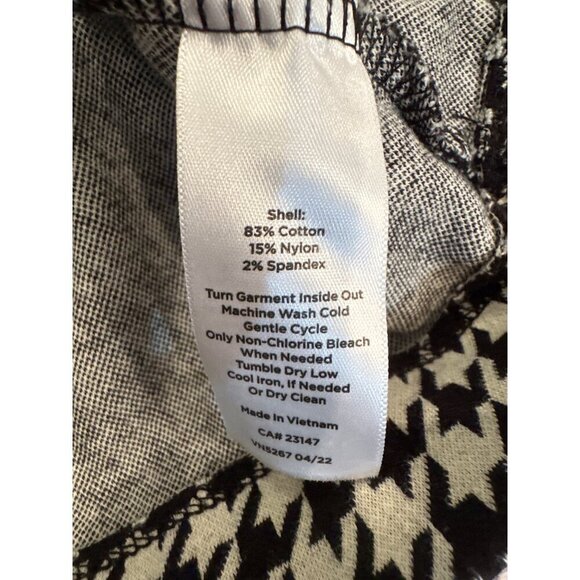 Shell:
83% Cotton
15% Nylon
2% Spandex
Turn Garment Inside Out
Machine Wash Cold
Gentle Cycle
Only Non-Chlorine Bleach
When Needed
Tumble Dry Low
Cool Iron, If Needed
Or Dry Clean
Made In Vietnam
CA# 23147
VN5267 04/22